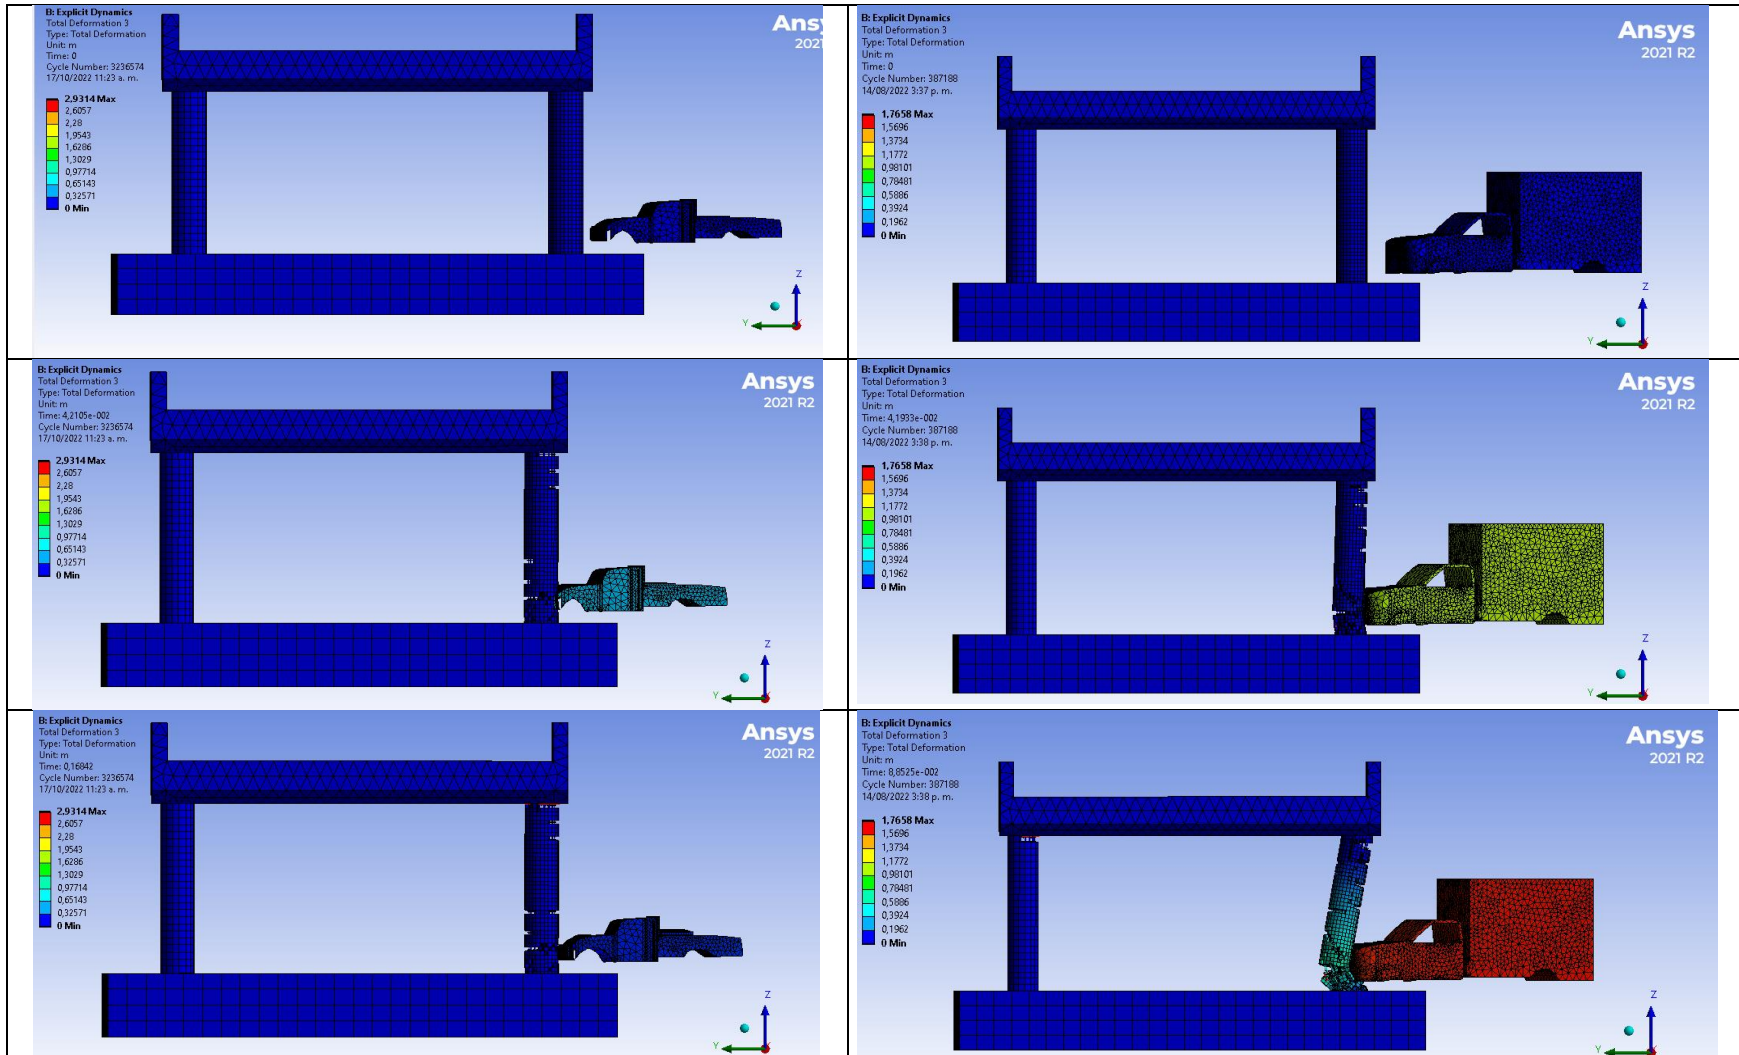 B: Explicit Dynamics
Total Deformation 3
Type: Total Deformation
Unit: m
Time: 0
Cycle Number: 3236574
17/10/2022 11:23 a. m.
2,9314 Max
2,6057
2,28
1,9543
1,6286
1,3029
0,97714
0,65143
0,32571
0 Min
Ansy
2021
Z
Y
B: Explicit Dynamics
Total Deformation 3
Type: Total Deformation
Unit: m
Time: 0
Cycle Number: 387188
14/08/2022 3:37 p. m.
1,7658 Max
1,5696
1,3734
1,1772
0,98101
0,78481
0,5886
0,3924
0,1962
0 Min
Ansys
2021 R2
Z
Y
B: Explicit Dynamics
Total Deformation 3
Type: Total Deformation
Unit: m
Time: 4,2105e-002
Cycle Number: 3236574
17/10/2022 11:23 a. m.
2,9314 Max
2,6057
2,28
1,9543
1,6286
1,3029
0,97714
0,65143
0,32571
0 Min
Ansys
2021 R2
Z
Y
B: Explicit Dynamics
Total Deformation 3
Type: Total Deformation
Unit: m
Time: 4,1933e-002
Cycle Number: 387188
14/08/2022 3:38 p. m.
1,7658 Max
1,5696
1,3734
1,1772
0,98101
0,78481
0,5886
0,3924
0,1962
0 Min
Ansys
2021 R2
Z
Y
B: Explicit Dynamics
Total Deformation 3
Type: Total Deformation
Unit: m
Time: 0,16842
Cycle Number: 3236574
17/10/2022 11:23 a. m.
2,9314 Max
2,6057
2,28
1,9543
1,6286
1,3029
0,97714
0,65143
0,32571
0 Min
Ansys
2021 R2
Z
Y
B: Explicit Dynamics
Total Deformation 3
Type: Total Deformation
Unit: m
Time: 8,8525e-002
Cycle Number: 387188
14/08/2022 3:38 p. m.
1,7658 Max
1,5696
1,3734
1,1772
0,98101
0,78481
0,5886
0,3924
0,1962
0 Min
Ansys
2021 R2
Z
Y